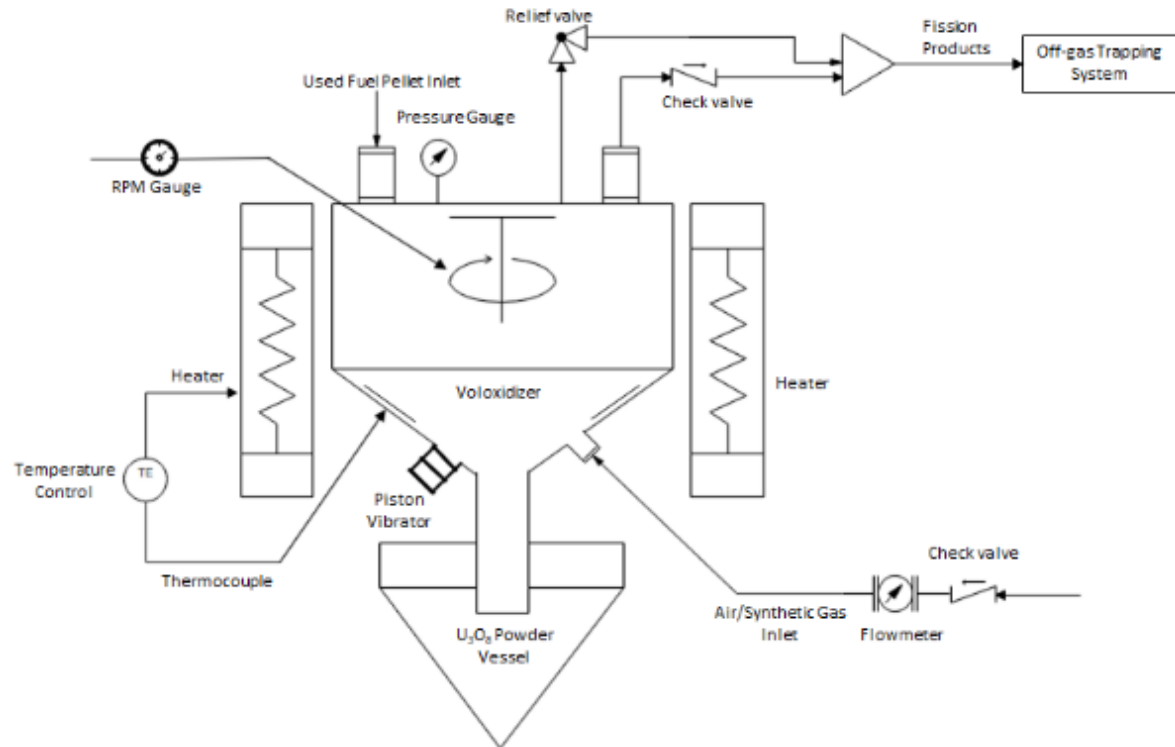 Relief valve
Fission
Products
Off-gas Trapping
System
Used Fuel Pellet Inlet
Check valve
Pressure Gauge
RPM Gauge
Heater
Voloxidizer
Heater
Temperature
Control
TE
Piston
Vibrator
Thermocouple
Check valve
Air/Synthetic Gas
Inlet
Flowmeter
U₃O₈ Powder
Vessel